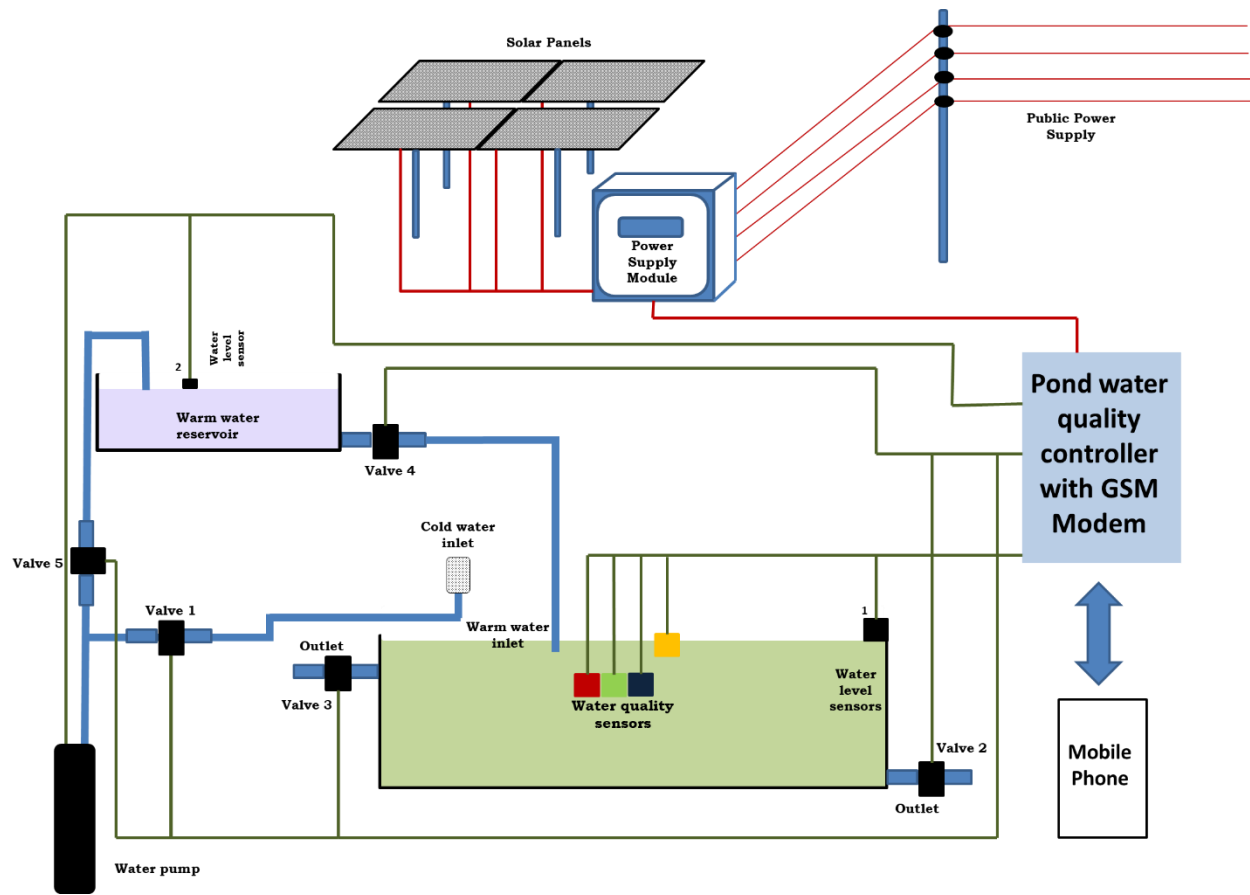 Solar Panels
Public Power
Supply
Power
Supply
Module
Water
level
sensor
2
Warm water
reservoir
Valve 4
Pond water
quality
controller
with GSM
Modem
Cold water
inlet
Valve 5
Valve 1
Warm water
inlet
Outlet
Valve 3
1
Water
level
sensors
Water quality
sensors
Valve 2
Outlet
Mobile
Phone
Water pump